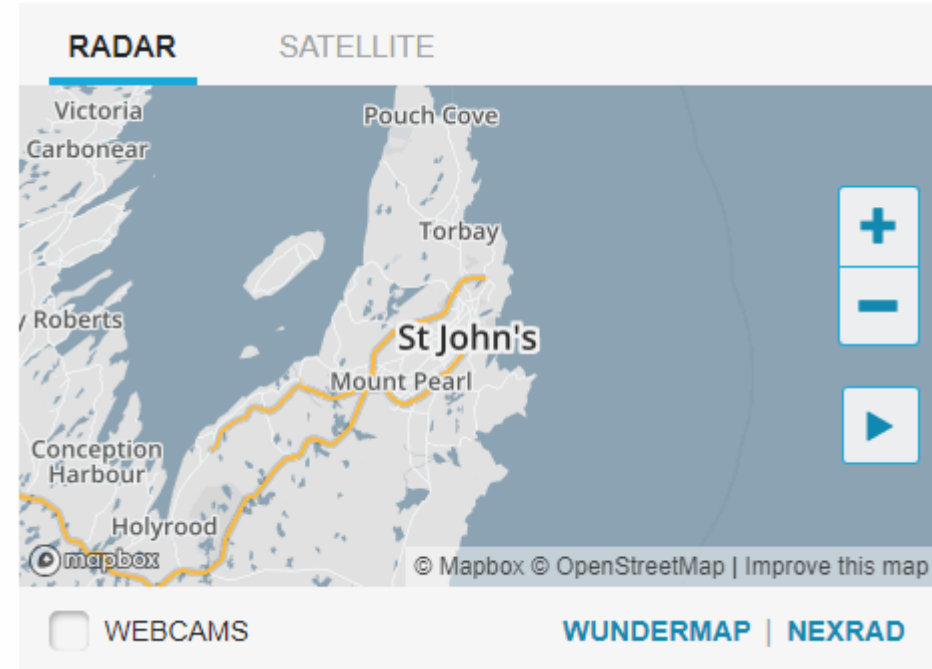 RADAR SATELLITE
Victoria
Pouch Cove
Carbonear
Torbay
y Roberts
St John's
Mount Pearl
Conception
Harbour
Holyrood
mapbox
© Mapbox © OpenStreetMap | Improve this map
WEBCAMS
WUNDERMAP | NEXRAD